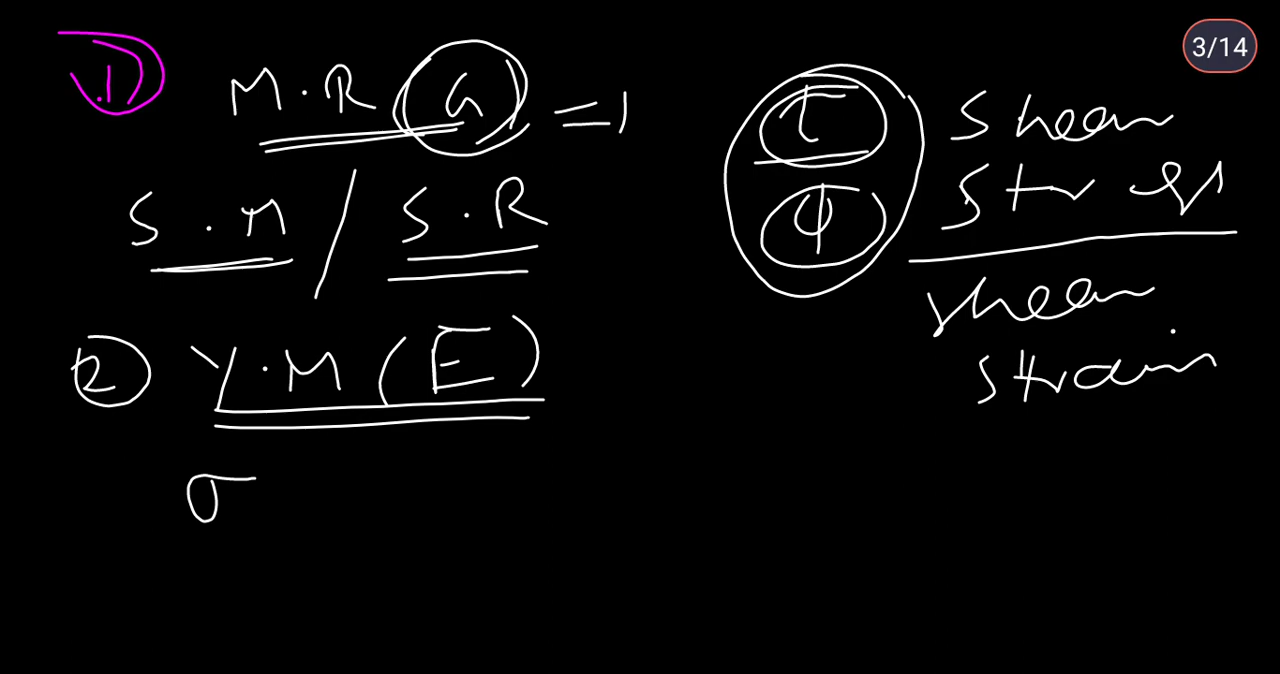 3/14
1) M.R (G) = 1
τ Shear
S.M / S.R
φ Stress
shear
strain
2 Y.M (E)
σ